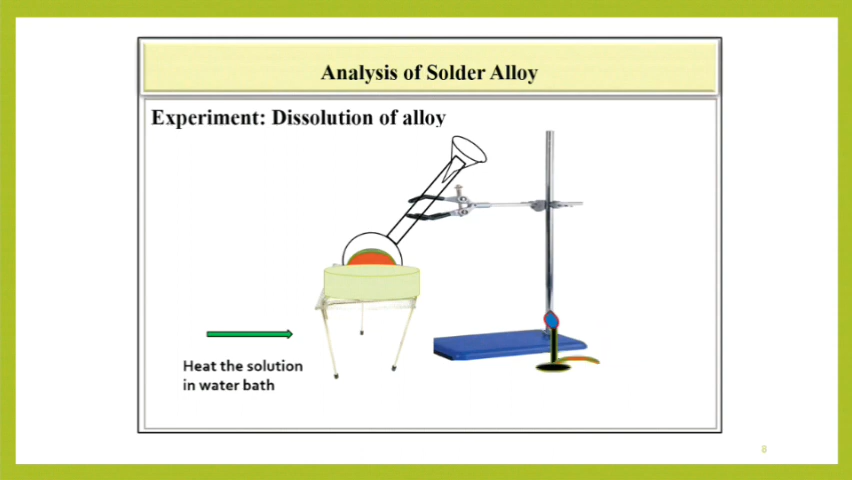 Analysis of Solder Alloy
Experiment: Dissolution of alloy
Heat the solution
in water bath
8